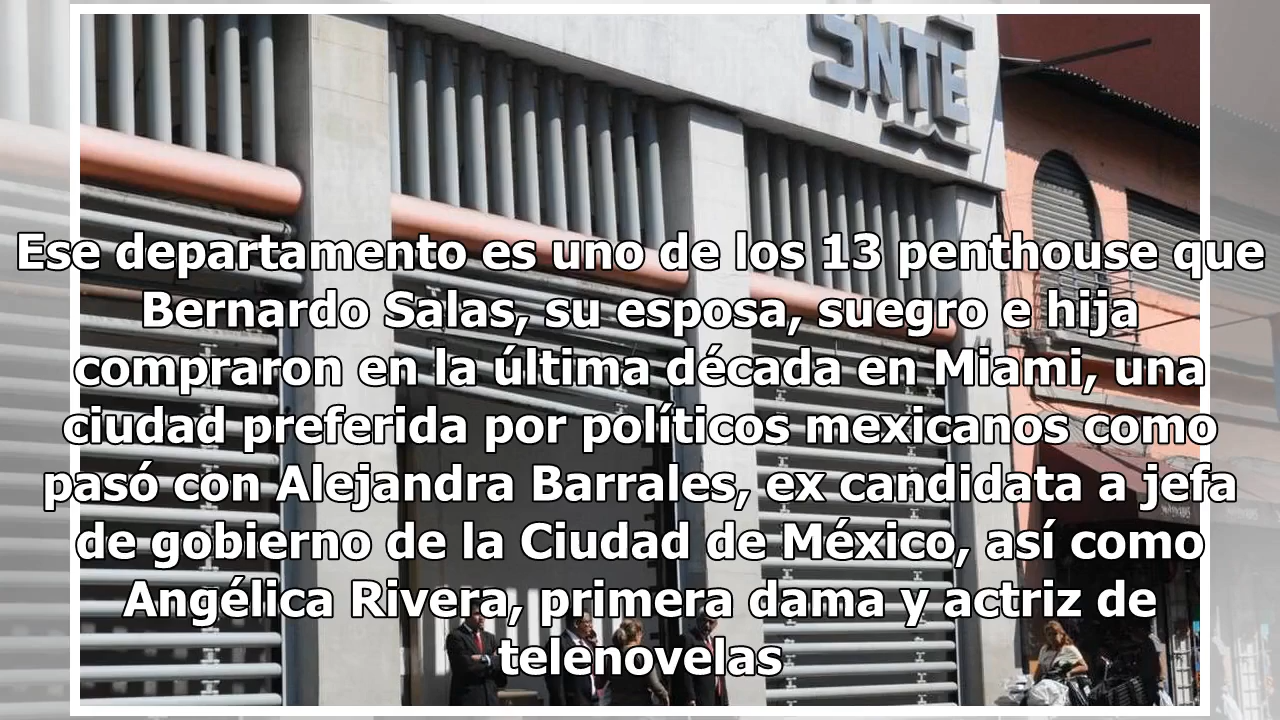 SNTE
Ese departamento es uno de los 13 penthouse que
Bernardo Salas, su esposa, suegro e hija
compraron en la última década en Miami, una
ciudad preferida por políticos mexicanos como
pasó con Alejandra Barrales, ex candidata a jefa
de gobierno de la Ciudad de México, así como
Angélica Rivera, primera dama y actriz de
telenovelas